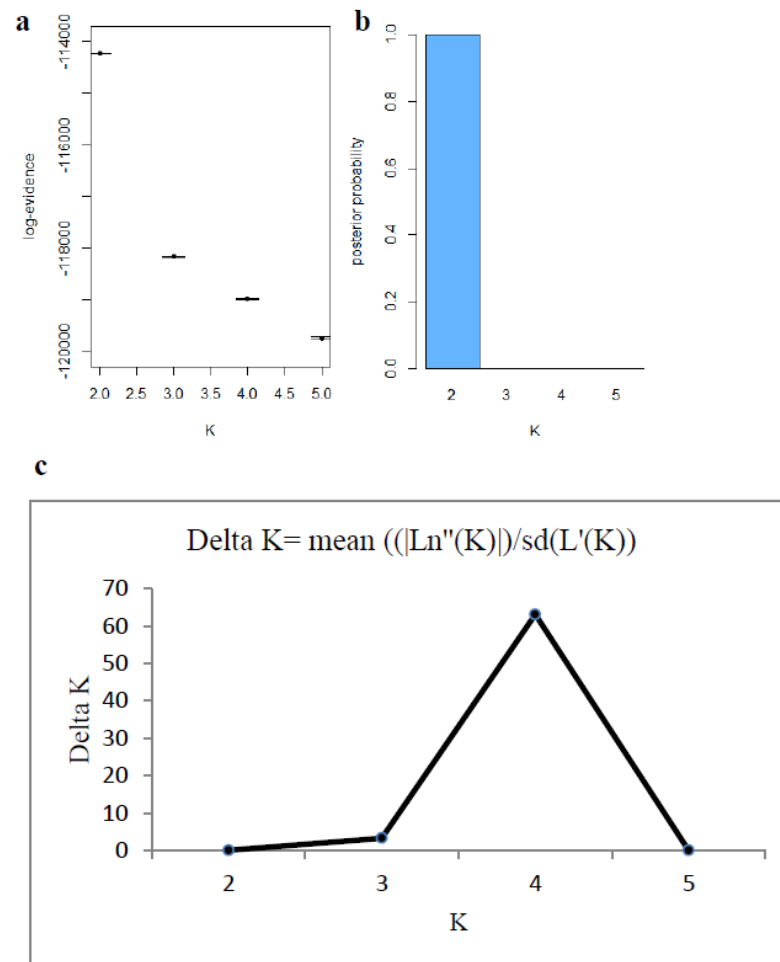 a
b
-114000
-116000
-118000
-120000
log-evidence
2.0 2.5 3.0 3.5 4.0 4.5 5.0
K
1.0
0.8
0.6
0.4
0.2
0.0
posterior probability
2 3 4 5
K
c
Delta K= mean ((|Ln"(K)|)/sd(L'(K))
70
60
50
40
30
20
10
0
Delta K
2 3 4 5
K